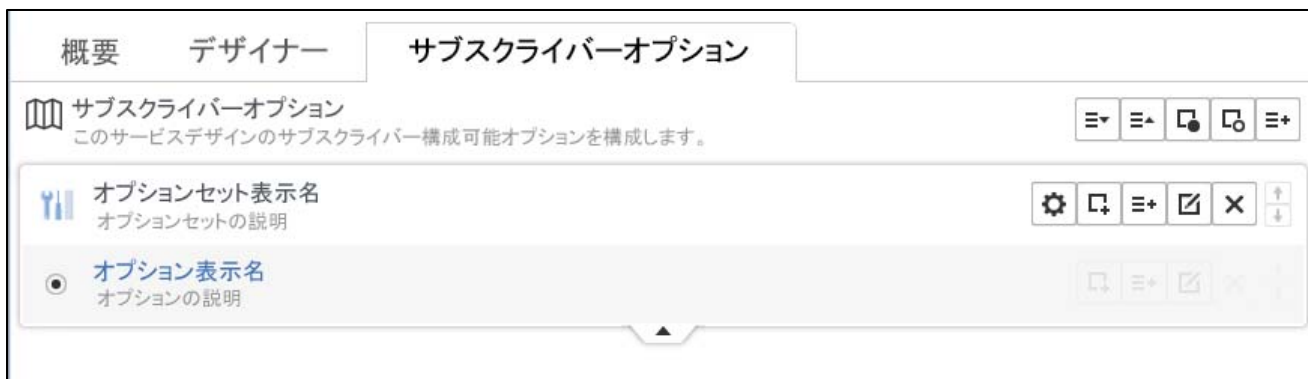 概要 デザイナー サブスクライバーオプション
サブスクライバーオプション
このサービスデザインのサブスクライバー構成可能オプションを構成します。
オプションセット表示名
オプションセットの説明
オプション表示名
オプションの説明